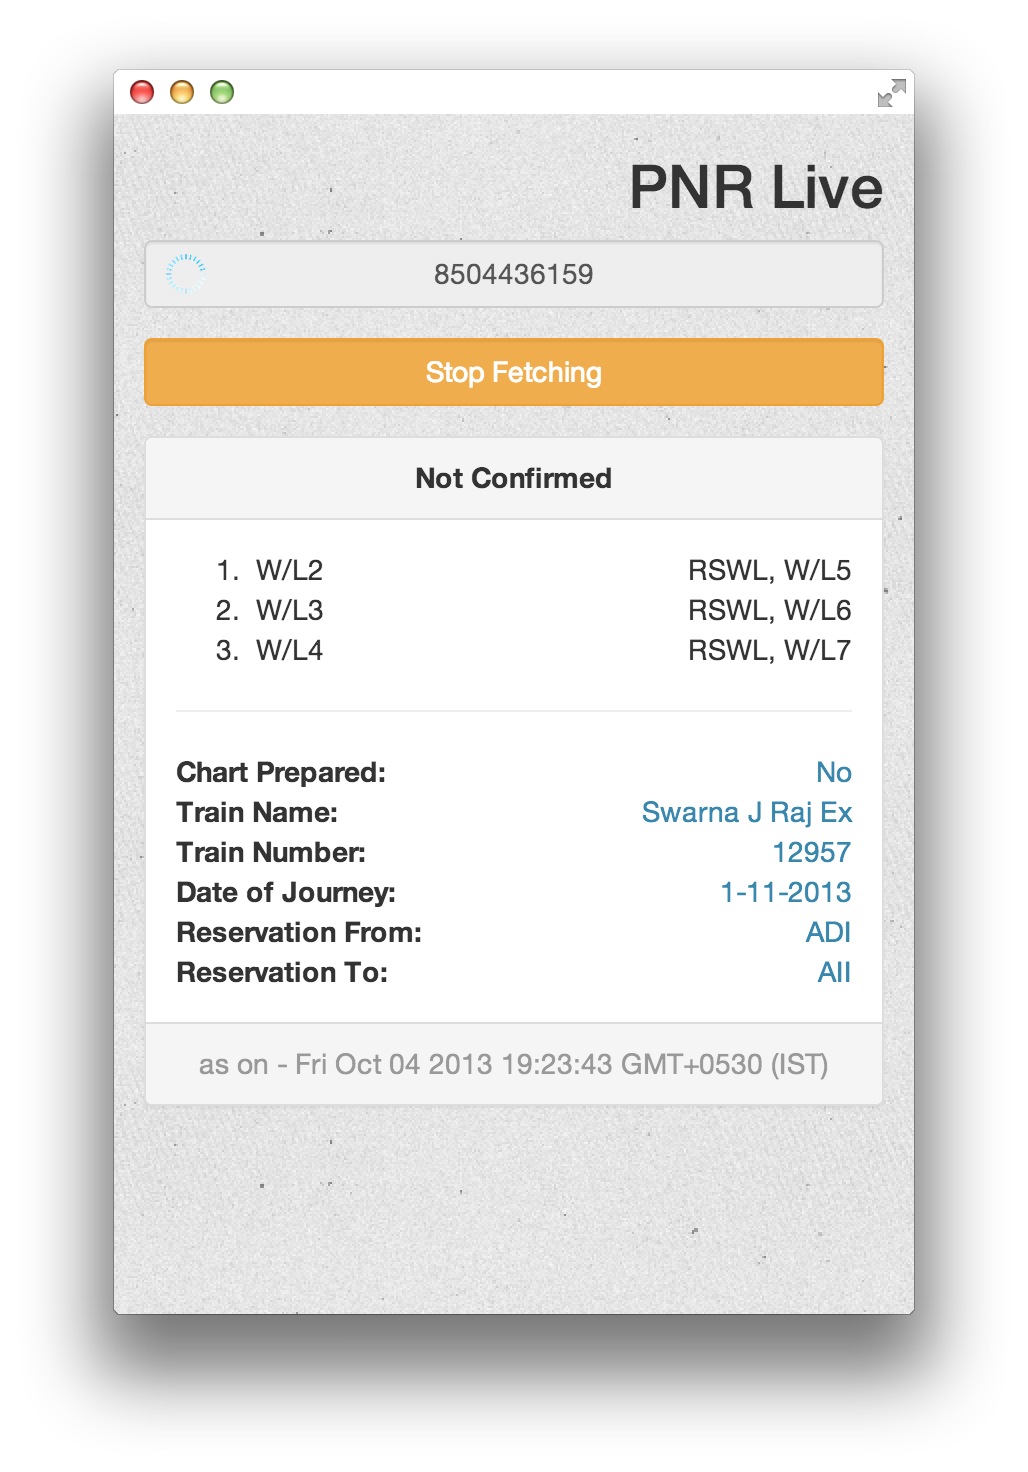 PNR Live
8504436159
Stop Fetching
Not Confirmed
1. W/L2 RSWL, W/L5
2. W/L3 RSWL, W/L6
3. W/L4 RSWL, W/L7
Chart Prepared: No
Train Name: Swarna J Raj Ex
Train Number: 12957
Date of Journey: 1-11-2013
Reservation From: ADI
Reservation To: AII
as on - Fri Oct 04 2013 19:23:43 GMT+0530 (IST)